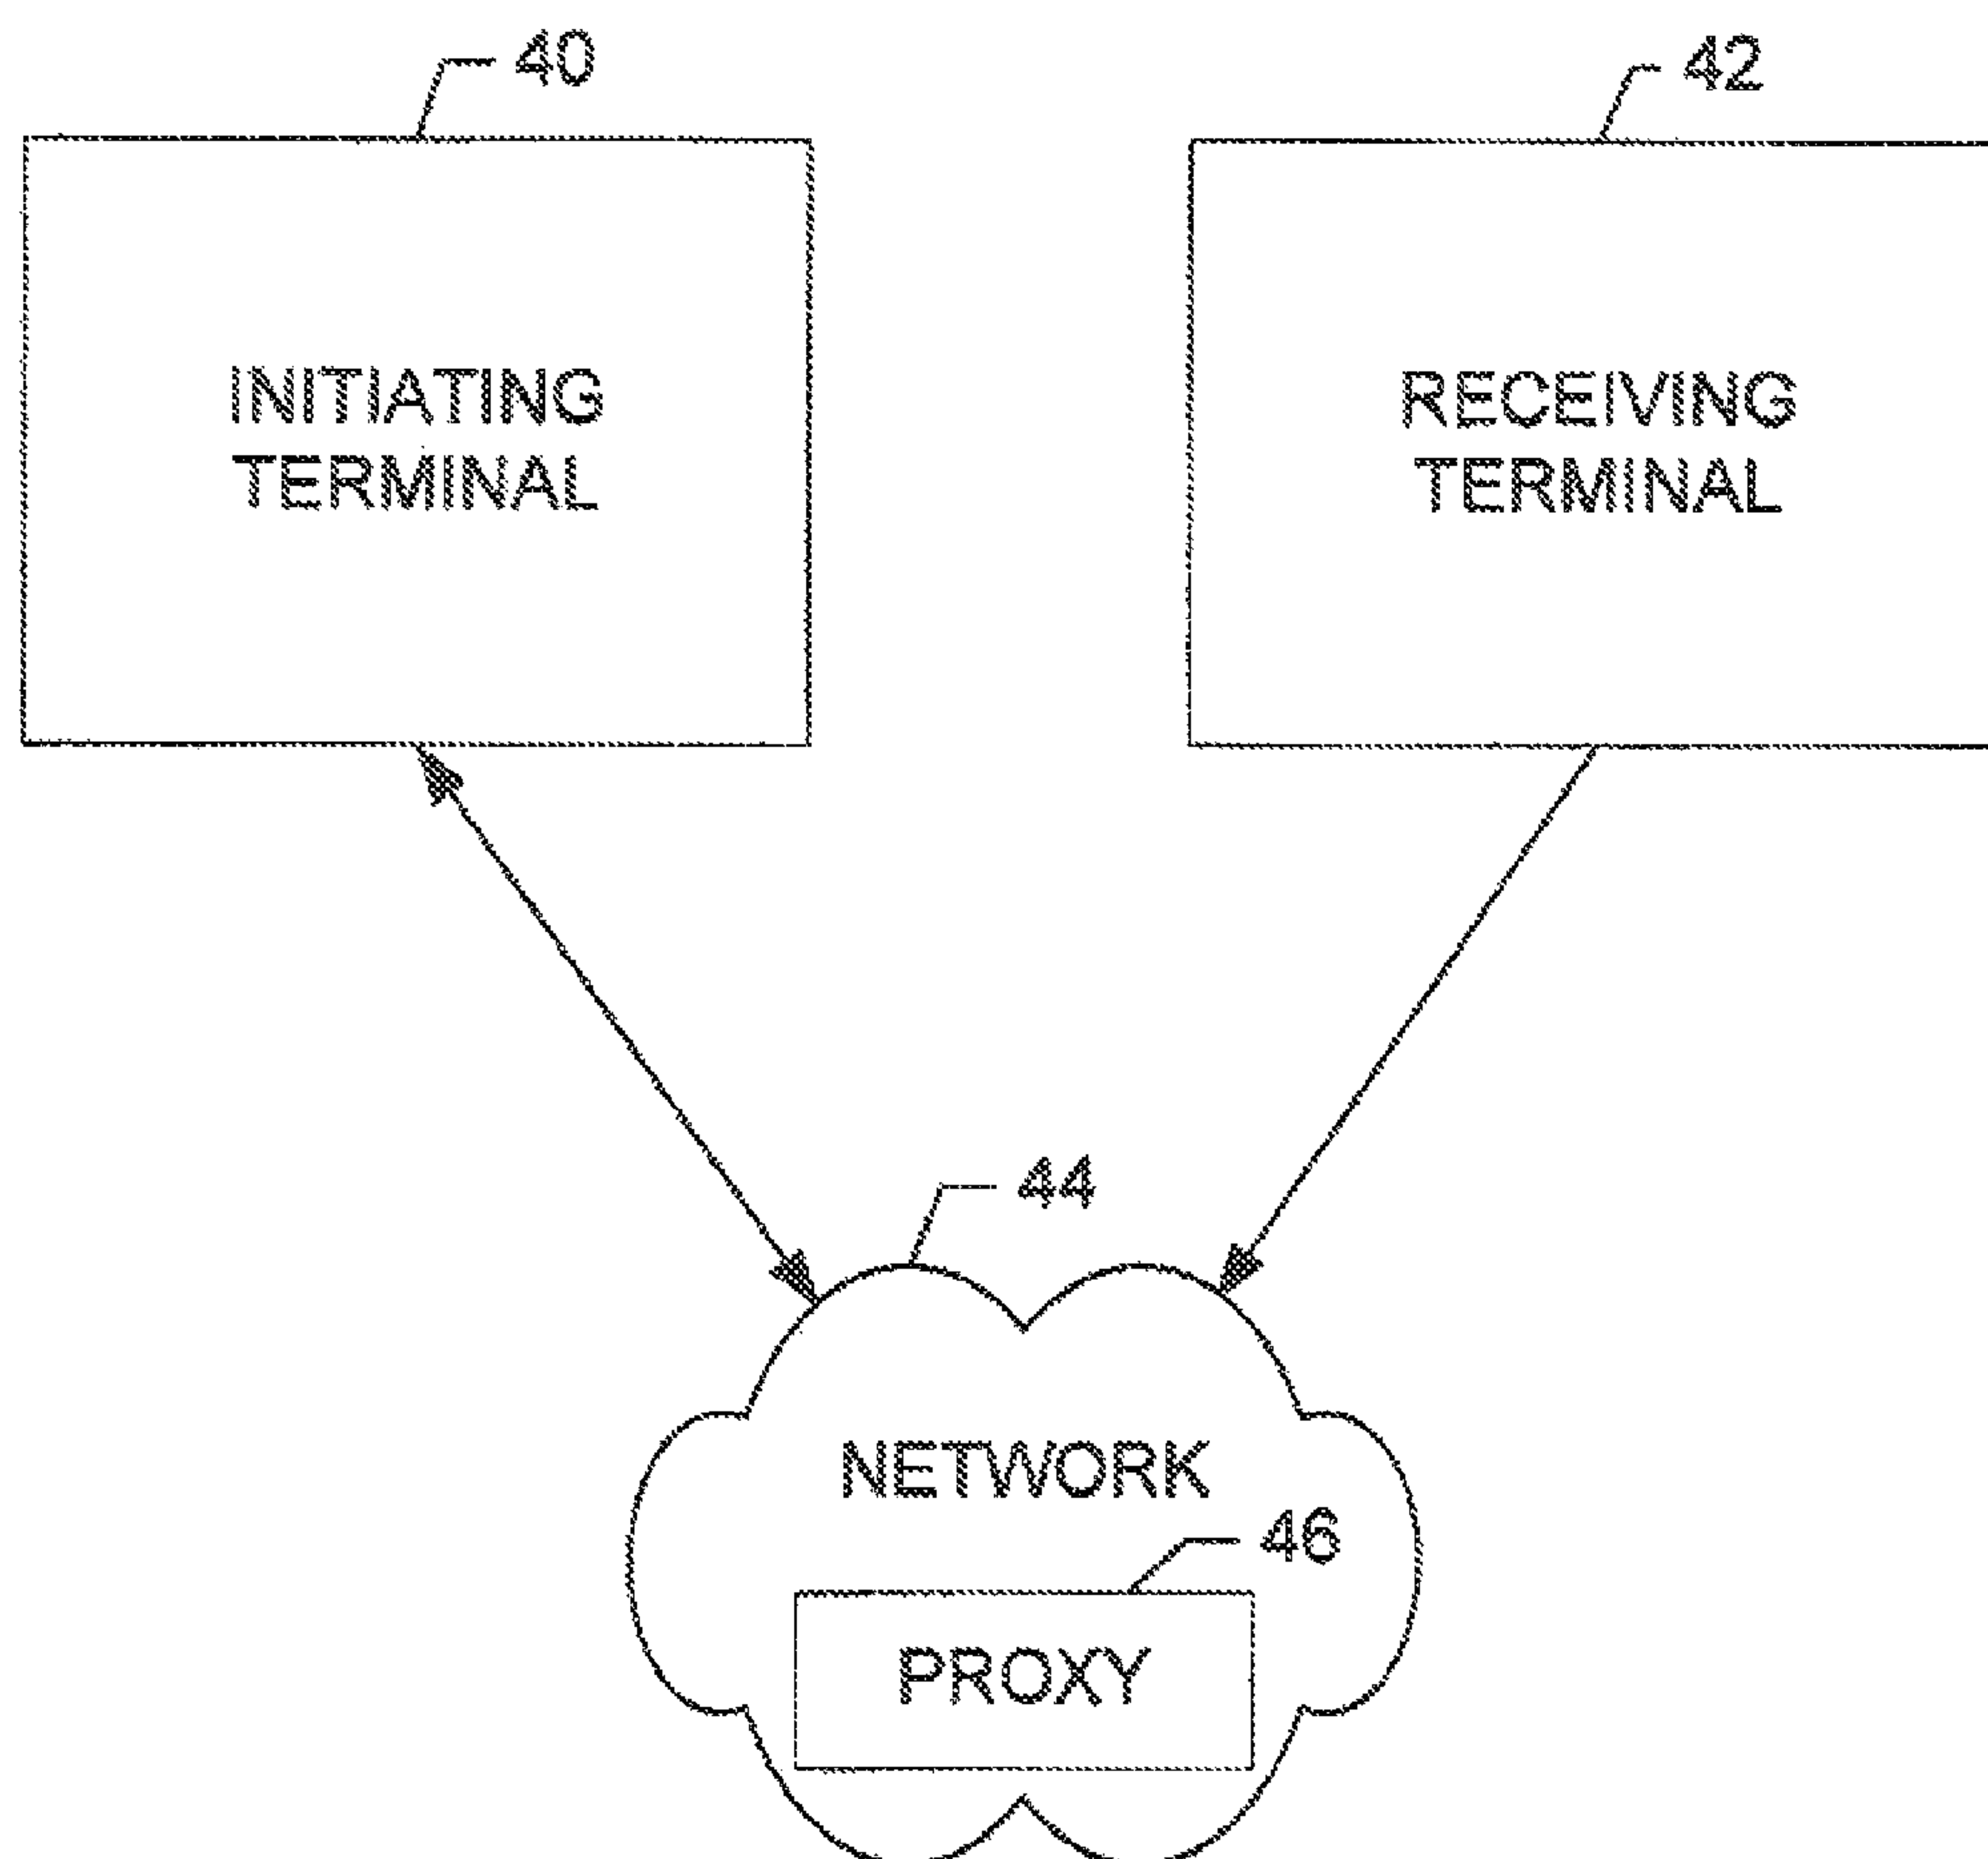 40
42
INITIATING
TERMINAL
RECEIVING
TERMINAL
44
NETWORK
46
PROXY